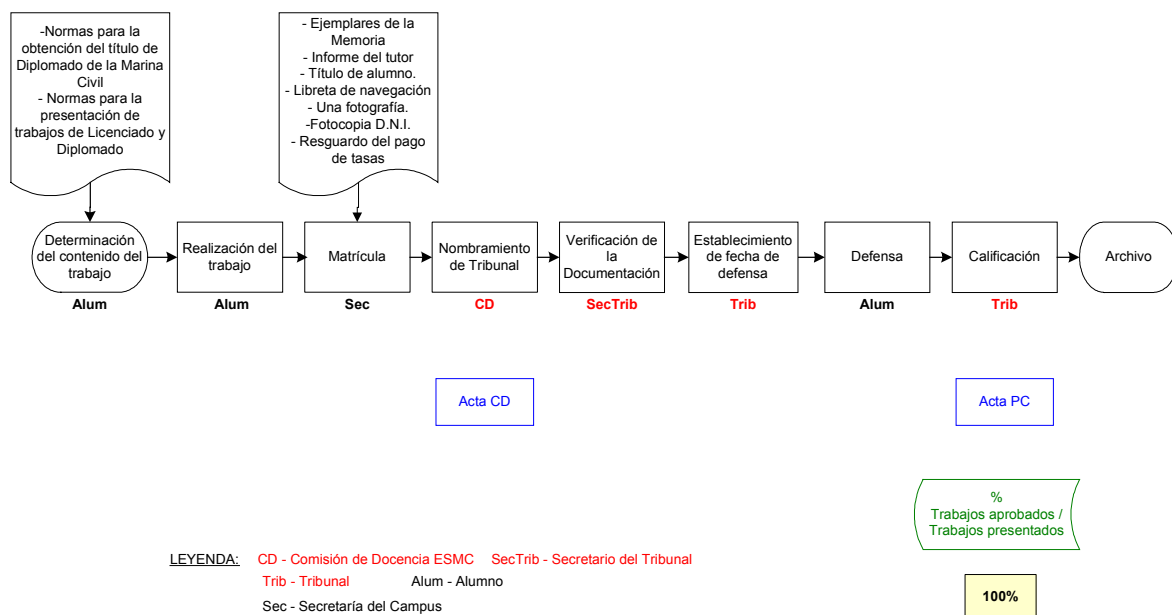 -Normas para la
obtención del título de
Diplomado de la Marina
Civil
- Normas para la
presentación de
trabajos de Licenciado y
Diplomado
- Ejemplares de la
Memoria
- Informe del tutor
- Título de alumno.
- Libreta de navegación
- Una fotografía.
-Fotocopia D.N.I.
- Resguardo del pago
de tasas
Determinación
del contenido del
trabajo
Alum
Realización del
trabajo
Alum
Matrícula
Sec
Nombramiento
de Tribunal
CD
Verificación de
la
Documentación
SecTrib
Establecimiento
de fecha de
defensa
Trib
Defensa
Alum
Calificación
Trib
Archivo
Acta CD
Acta PC
%
Trabajos aprobados /
Trabajos presentados
100%
LEYENDA: CD - Comisión de Docencia ESMC SecTrib - Secretario del Tribunal
Trib - Tribunal Alum - Alumno
Sec - Secretaría del Campus